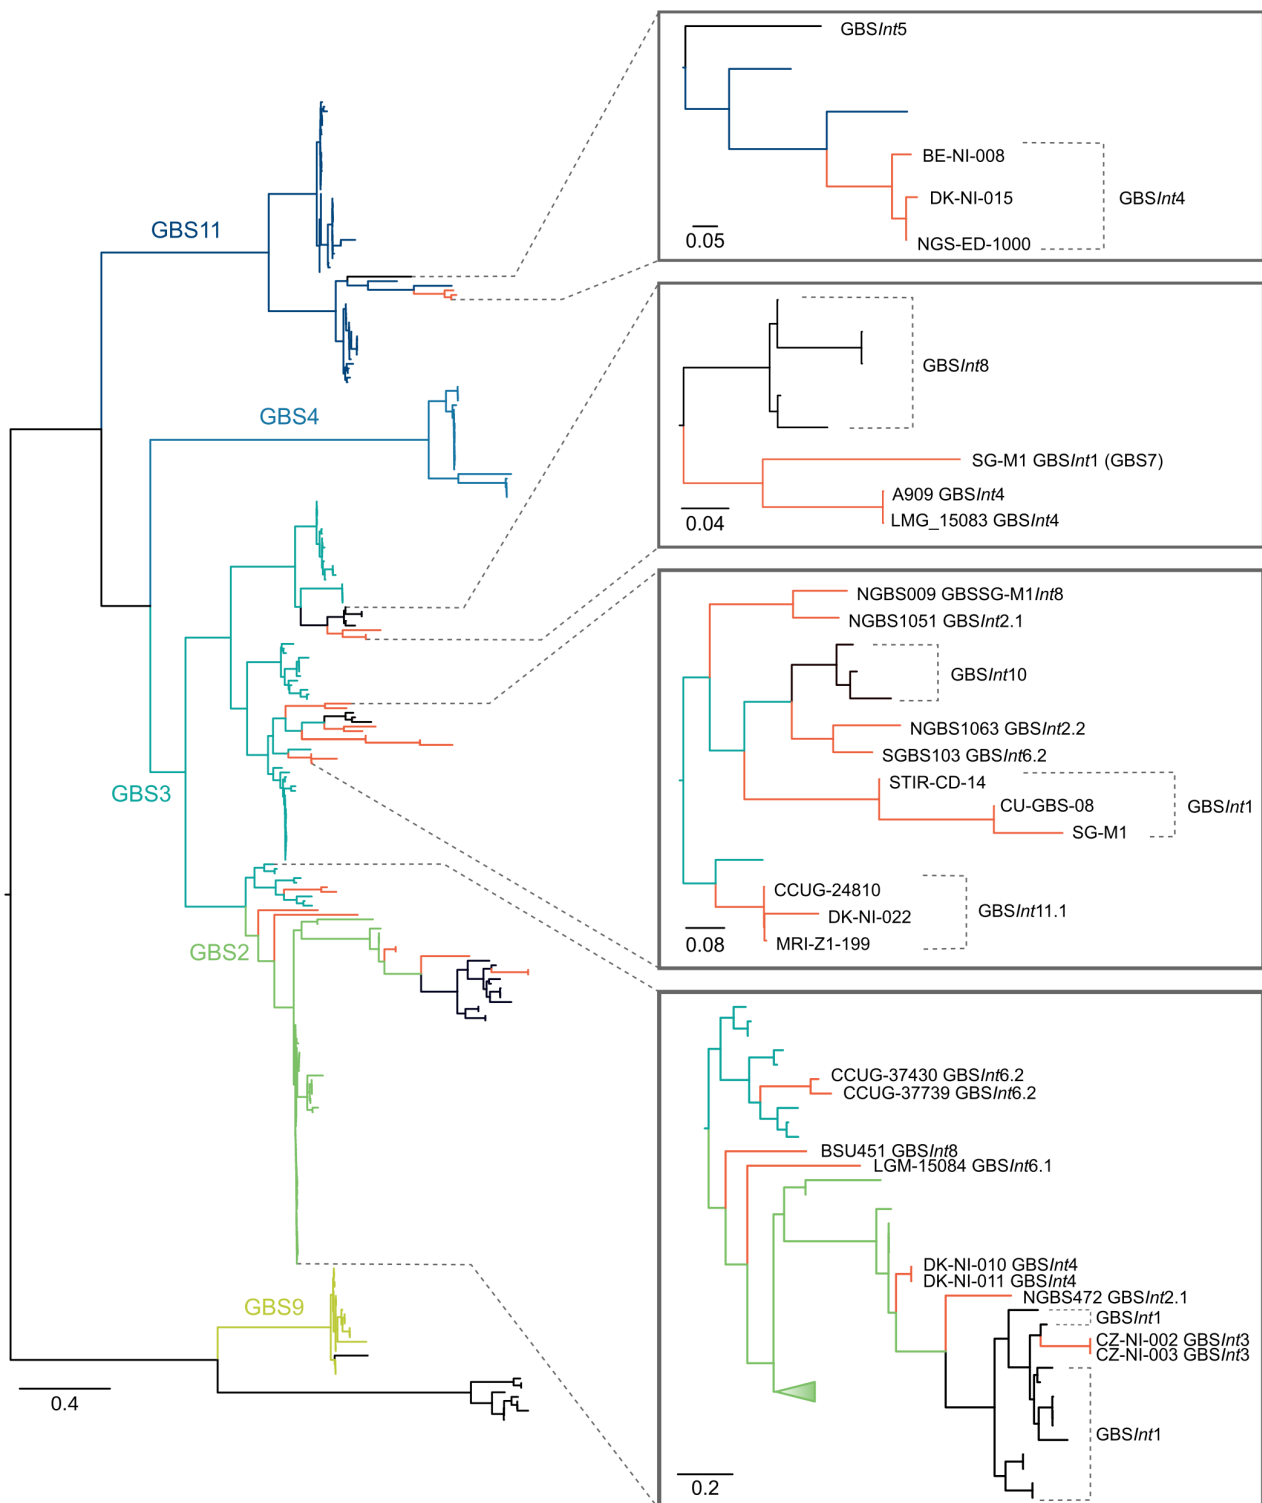 GBS11
GBS4
GBS3
GBS2
GBS9
0.4
GBSInt5
BE-NI-008
DK-NI-015
GBSInt4
NGS-ED-1000
0.05
GBSInt8
SG-M1 GBSInt1 (GBS7)
A909 GBSInt4
LMG_15083 GBSInt4
0.04
NGBS009 GBSSG-M1Int8
NGBS1051 GBSInt2.1
GBSInt10
NGBS1063 GBSInt2.2
SGBS103 GBSInt6.2
STIR-CD-14
CU-GBS-08
GBSInt1
SG-M1
CCUG-24810
GBSInt11.1
DK-NI-022
MRI-Z1-199
0.08
CCUG-37430 GBSInt6.2
CCUG-37739 GBSInt6.2
BSU451 GBSInt8
LGM-15084 GBSInt6.1
DK-NI-010 GBSInt4
DK-NI-011 GBSInt4
NGBS472 GBSInt2.1
GBSInt1
CZ-NI-002 GBSInt3
CZ-NI-003 GBSInt3
GBSInt1
0.2